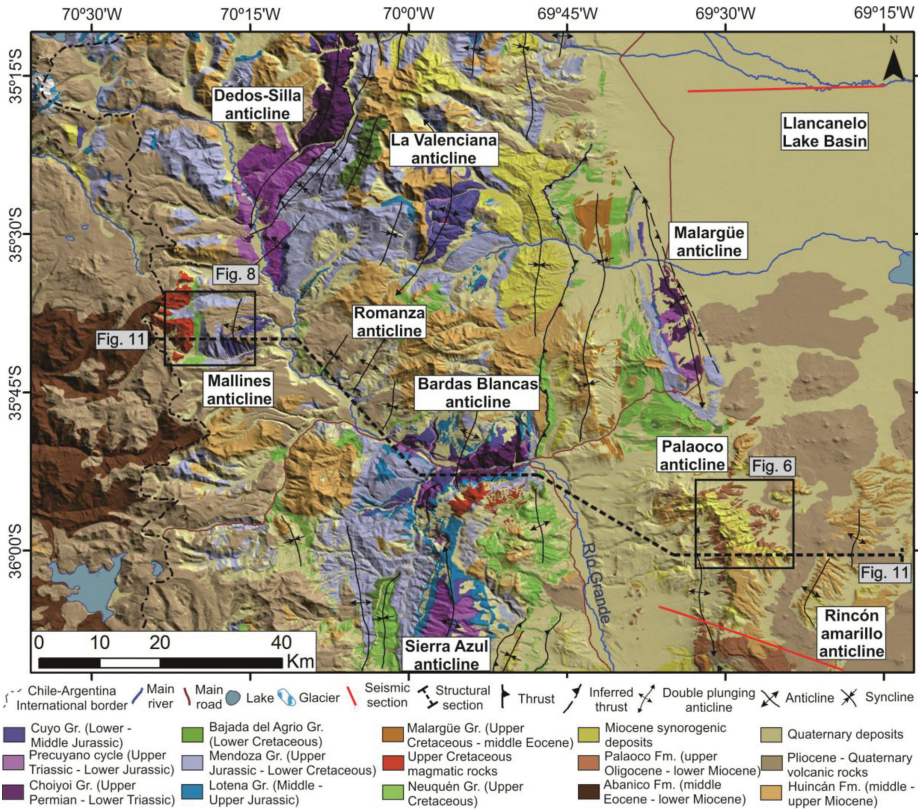 70°30'W 70°00'W 69°45'W 69°30'W 69°15'W
35°15'S
35°30'S
35°45'S
36°00'S
N
Dedos-Silla
anticline
La Valenciana
anticline
Llancanelo
Lake Basin
Malargüe
anticline
Fig. 8
Romanza
anticline
Fig. 11
Mallines
anticline
Bardas Blancas
anticline
Palaoco
anticline
Fig. 6
Fig. 11
Río Grande
Rincón
amarillo
anticline
Sierra Azul
anticline
0 10 20 40
Km
Chile-Argentina
International border
Main
river
Main
road
Lake
Glacier
Seismic
section
Structural
section
Thrust
Inferred
thrust
Double plunging
anticline
Anticline
Syncline
Cuyo Gr. (Lower -
Middle Jurassic)
Precuyano cycle (Upper
Triassic - Lower Jurassic)
Choiyoi Gr. (Upper
Permian - Lower Triassic)
Bajada del Agrio Gr.
(Lower Cretaceous)
Mendoza Gr. (Upper
Jurassic - Lower Cretaceous)
Lotena Gr. (Middle -
Upper Jurassic)
Malargüe Gr. (Upper
Cretaceous - middle Eocene)
Upper Cretaceous
magmatic rocks
Neuquén Gr. (Upper
Cretaceous)
Miocene synorogenic
deposits
Palaoco Fm. (upper
Oligocene - lower Miocene)
Abanico Fm. (middle
Eocene - lower Miocene)
Quaternary deposits
Pliocene - Quaternary
volcanic rocks
Huincán Fm. (middle
- upper Miocene)